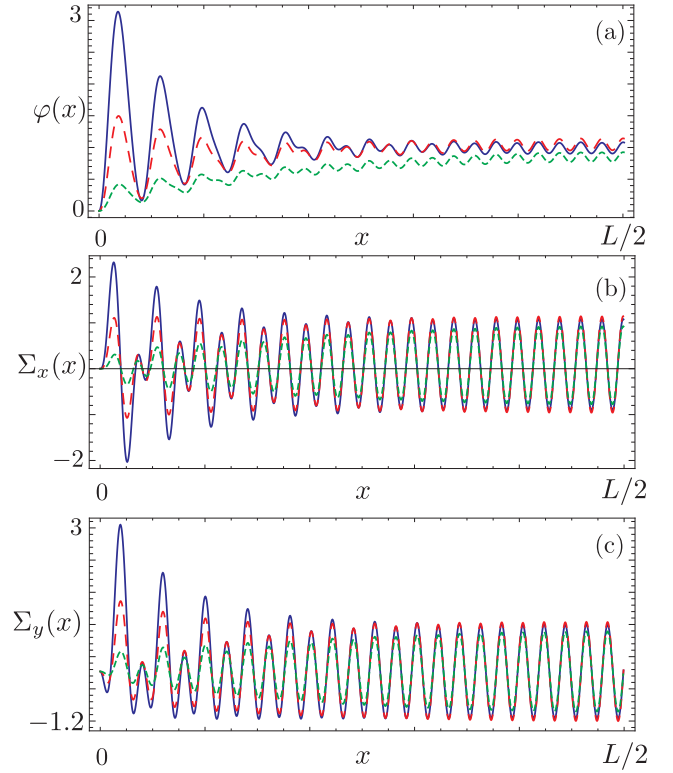 3
(a)
φ(x)
0
0 x L/2
2
(b)
Σx(x)
−2
0 x L/2
3
(c)
Σy(x)
−1.2
0 x L/2